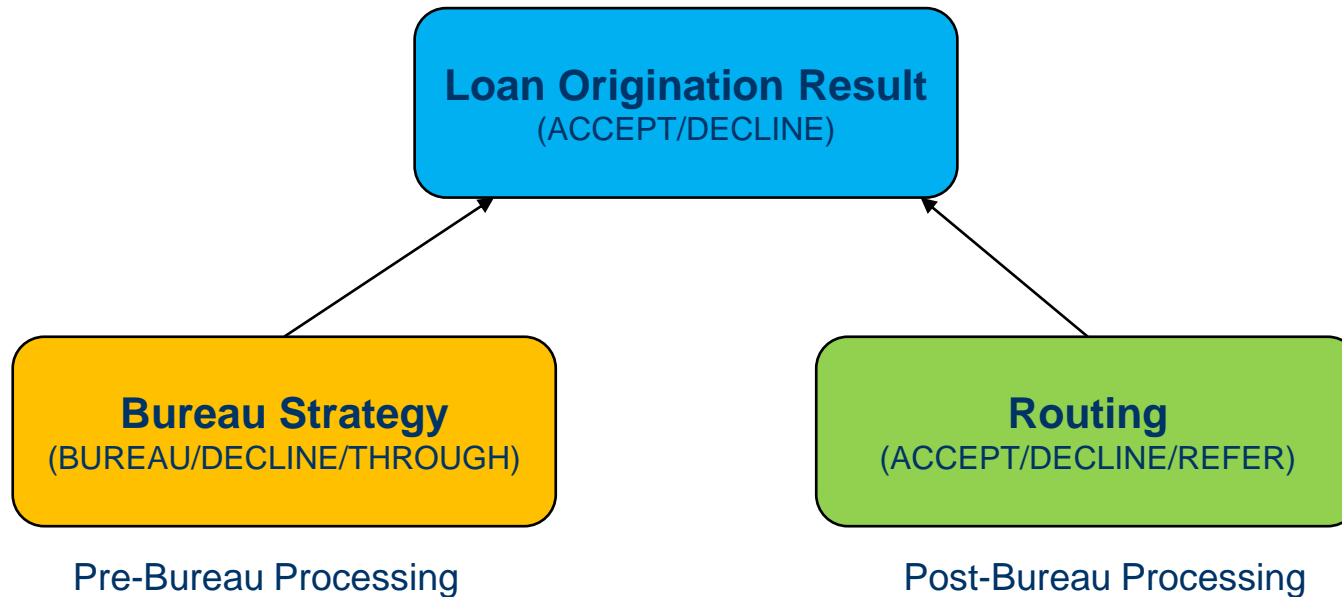 Loan Origination Result
(ACCEPT/DECLINE)
Bureau Strategy
(BUREAU/DECLINE/THROUGH)
Routing
(ACCEPT/DECLINE/REFER)
Pre-Bureau Processing
Post-Bureau Processing